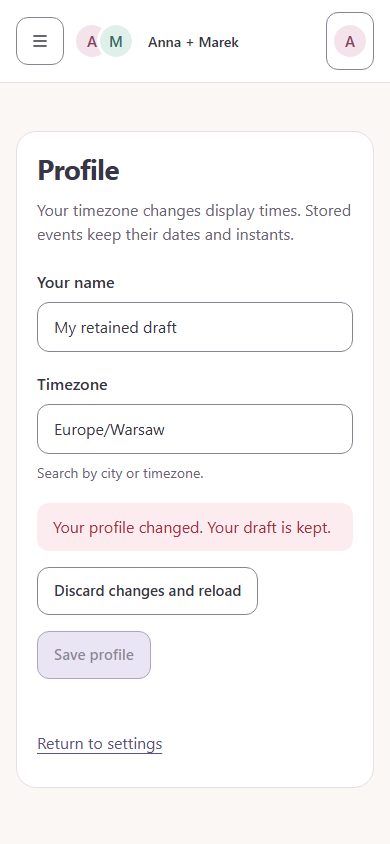 A M Anna + Marek A
Profile
Your timezone changes display times. Stored
events keep their dates and instants.
Your name
My retained draft
Timezone
Europe/Warsaw
Search by city or timezone.
Your profile changed. Your draft is kept.
Discard changes and reload
Save profile
Return to settings